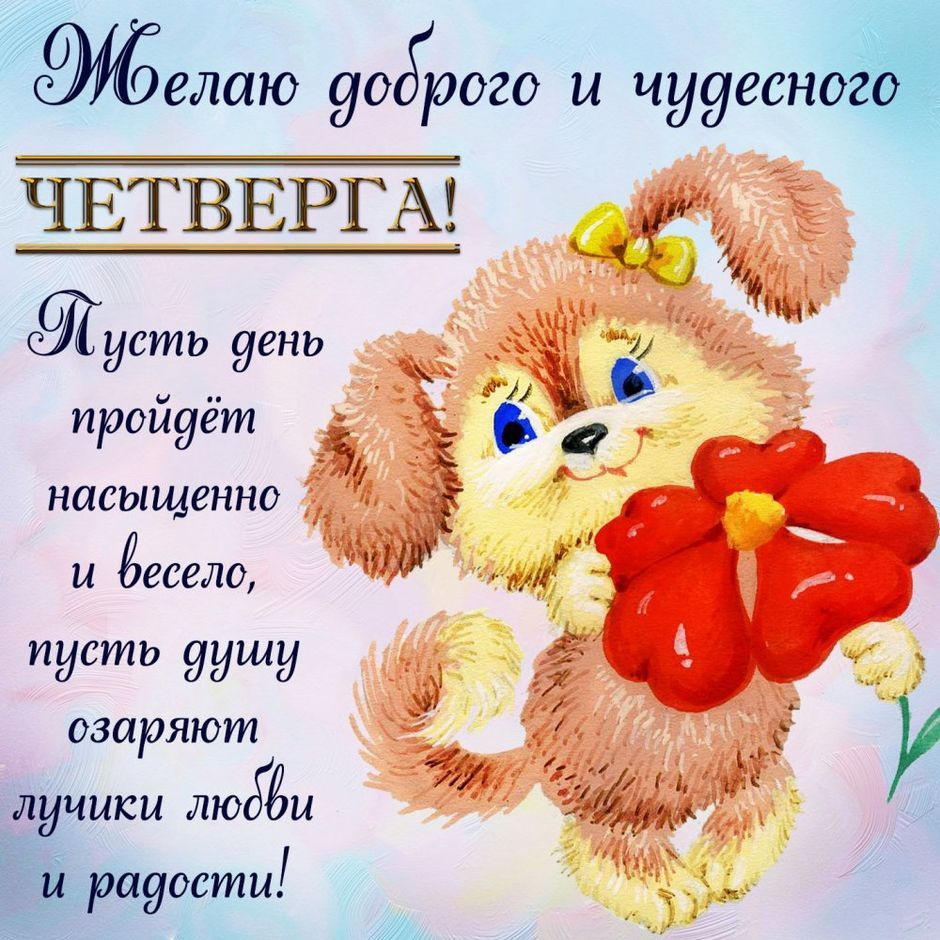 Желаю доброго и чудесного
ЧЕТВЕРГА!
Пусть день
пройдёт
насыщенно
и весело,
пусть душу
озаряют
лучики любви
и радости!